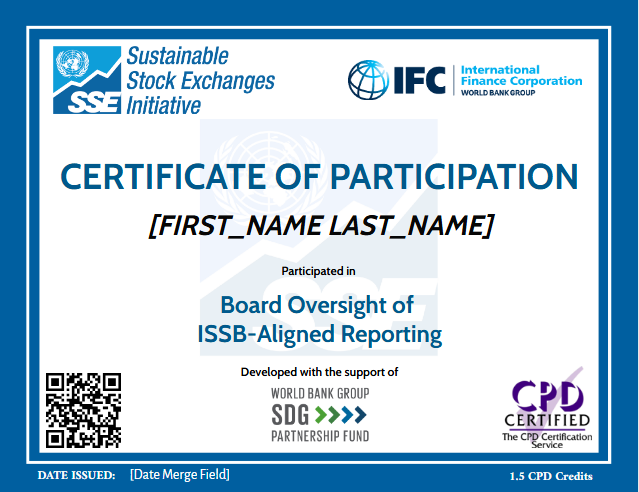 Sustainable
Stock Exchanges
Initiative
SSE
IFC
International
Finance Corporation
WORLD BANK GROUP
CERTIFICATE OF PARTICIPATION
[FIRST_NAME LAST_NAME]
Participated in
Board Oversight of
ISSB-Aligned Reporting
SSE
Developed with the support of
WORLD BANK GROUP
SDG
PARTNERSHIP FUND
CPD
CERTIFIED
The CPD Certification
Service
DATE ISSUED: [Date Merge Field]
1.5 CPD Credits